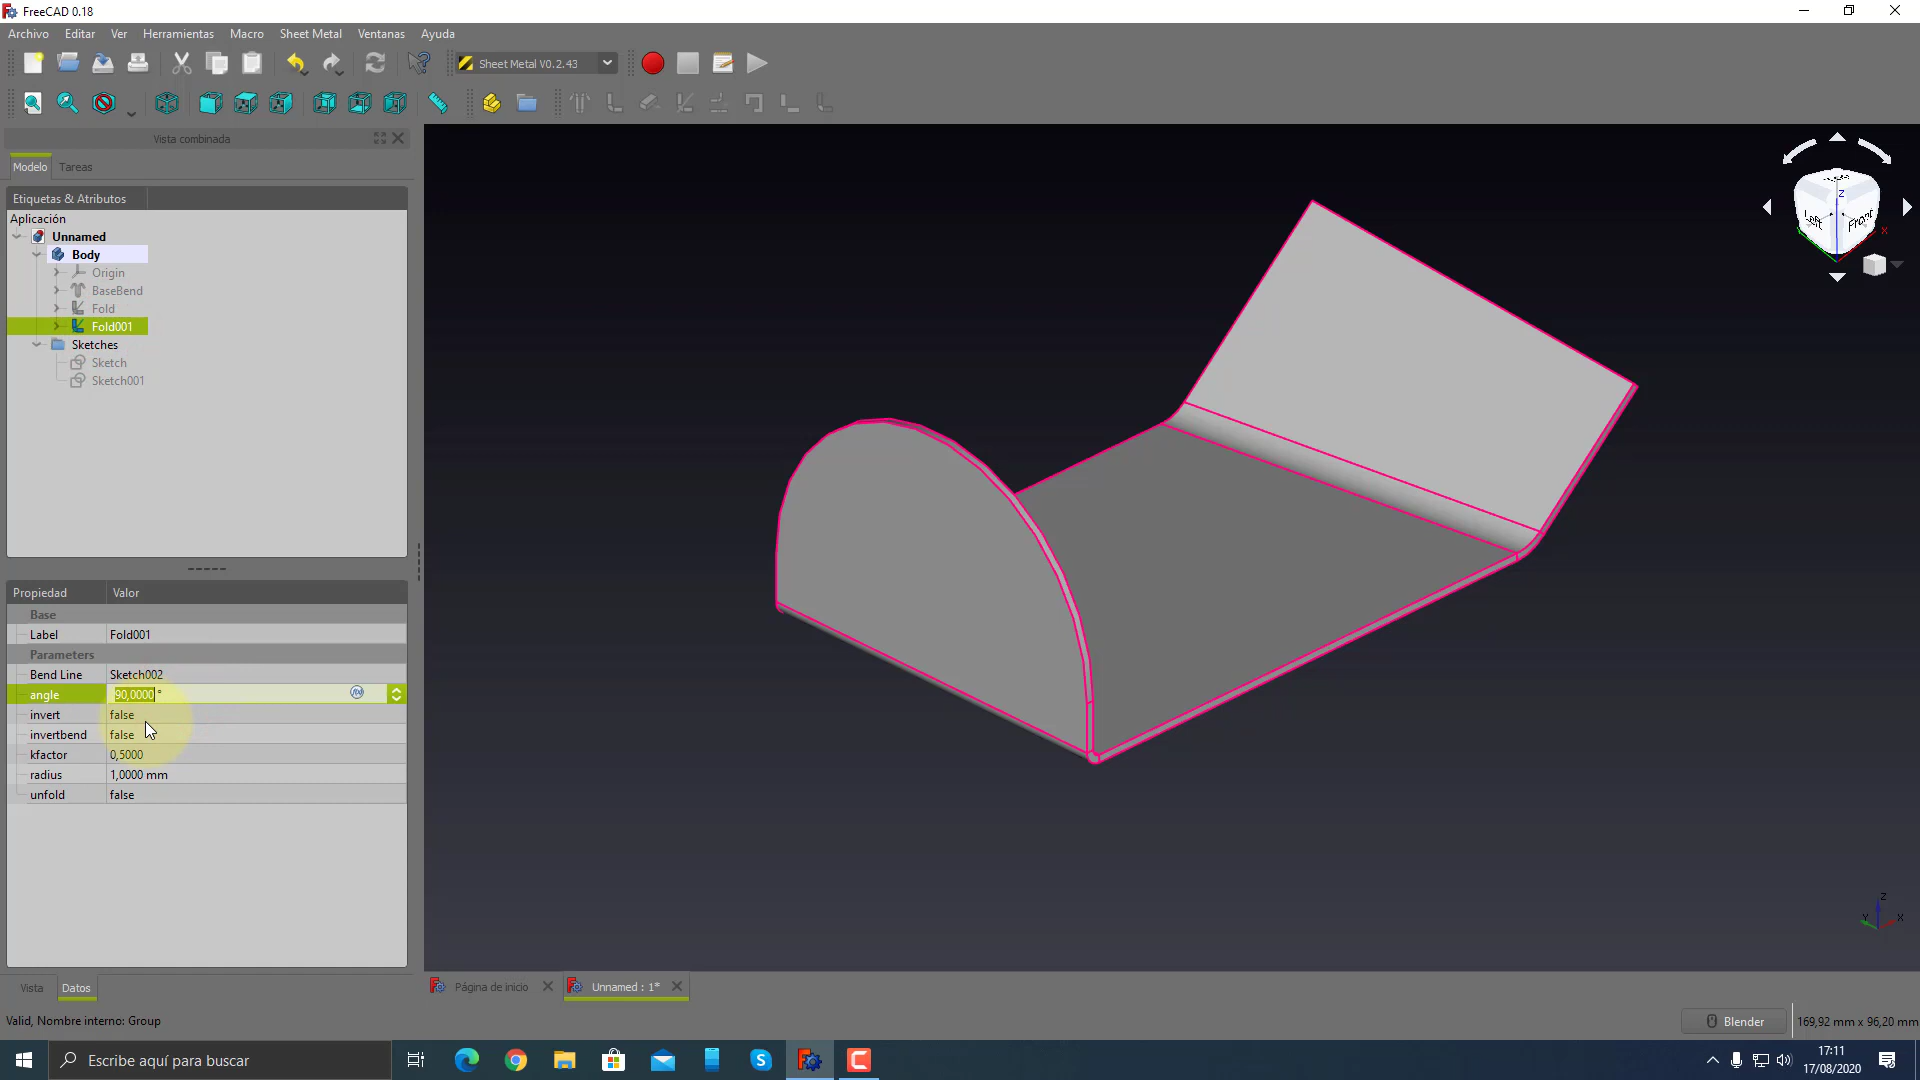 FreeCAD 0.18
Archivo Editar Ver Herramientas Macro Sheet Metal Ventanas Ayuda
Sheet Metal V0.2.43
Vista combinada
Modelo Tareas
Etiquetas & Atributos
Aplicación
Unnamed
Body
Origin
BaseBend
Fold
Fold001
Sketches
Sketch
Sketch001
Z
Left Front
X
Propiedad Valor
Base
Label Fold001
Parameters
Bend Line Sketch002
angle 90,0000 °
invert false
invertbend false
kfactor 0,5000
radius 1,0000 mm
unfold false
Z
Y X
Vista Datos
Página de inicio Unnamed : 1*
Valid, Nombre interno: Group
Blender 169,92 mm x 96,20 mm
Escribe aquí para buscar
17:11
17/08/2020